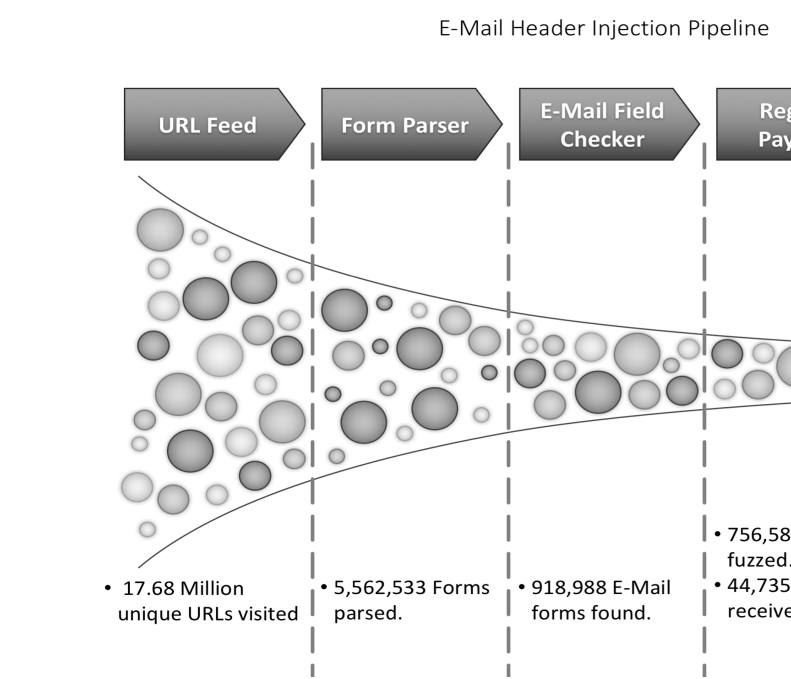 E-Mail Header Injection Pipeline
URL Feed
Form Parser
E-Mail Field
Checker
• 17.68 Million
unique URLs visited
• 5,562,533 Forms
parsed.
• 918,988 E-Mail
forms found.
•
fuzzed.
•